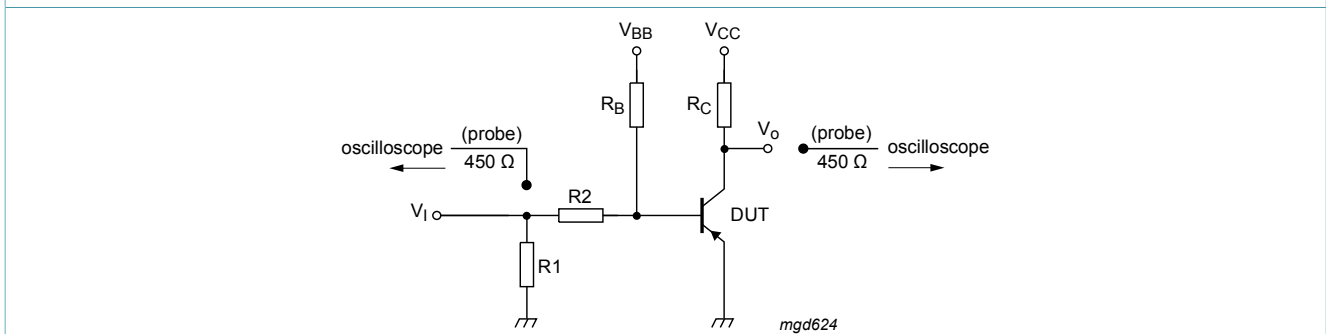 VBB VCC
RB RC
oscilloscope (probe) 450 Ω
Vo (probe) 450 Ω oscilloscope
R2
VI DUT
R1
mgd624